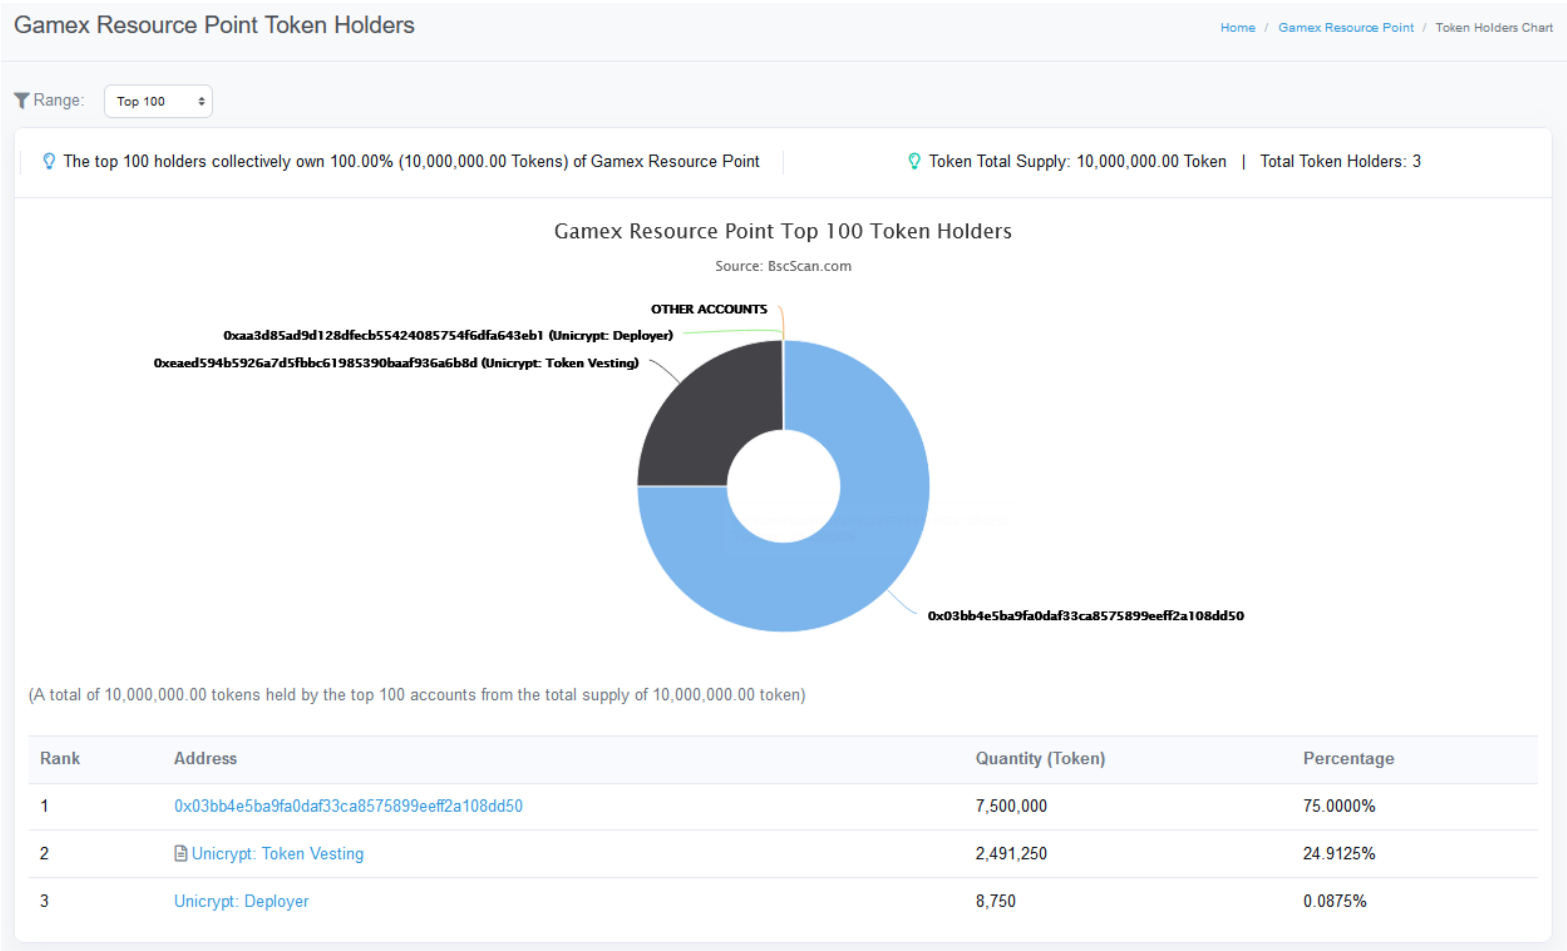 Gamex Resource Point Token Holders
Home / Gamex Resource Point / Token Holders Chart
Range: Top 100
The top 100 holders collectively own 100.00% (10,000,000.00 Tokens) of Gamex Resource Point
Token Total Supply: 10,000,000.00 Token | Total Token Holders: 3
Gamex Resource Point Top 100 Token Holders
Source: BscScan.com
OTHER ACCOUNTS
0xaa3d85ad9d128dfecb55424085754f6dfa643eb1 (Unicrypt: Deployer)
0xeaed594b5926a7d5fbbc61985390baaf936a6b8d (Unicrypt: Token Vesting)
0x03bb4e5ba9fa0daf33ca8575899eeff2a108dd50
(A total of 10,000,000.00 tokens held by the top 100 accounts from the total supply of 10,000,000.00 token)
Rank Address Quantity (Token) Percentage
1 0x03bb4e5ba9fa0daf33ca8575899eeff2a108dd50 7,500,000 75.0000%
2 Unicrypt: Token Vesting 2,491,250 24.9125%
3 Unicrypt: Deployer 8,750 0.0875%